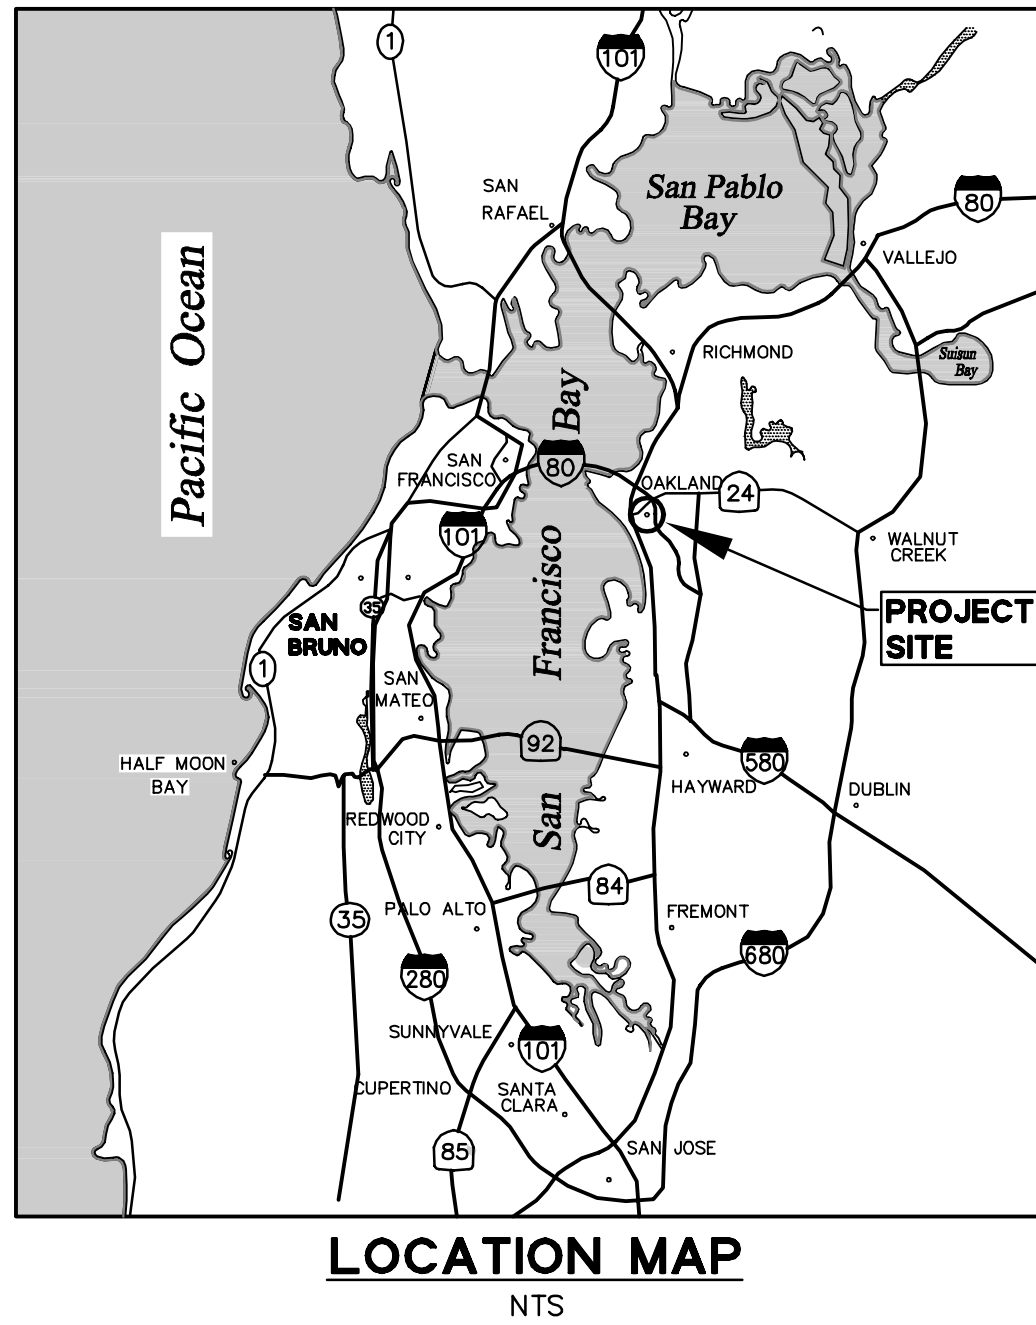 1
101
SAN
RAFAEL
San Pablo
Bay
80
VALLEJO
Pacific Ocean
RICHMOND
Suisun
Bay
San Francisco Bay
SAN
FRANCISCO
80
OAKLAND
24
101
WALNUT
CREEK
35
SAN
BRUNO
PROJECT
SITE
1
SAN
MATEO
92
580
HALF MOON
BAY
HAYWARD
DUBLIN
REDWOOD
CITY
84
35
PALO ALTO
FREMONT
680
280
SUNNYVALE
101
CUPERTINO
SANTA
CLARA
85
SAN JOSE
LOCATION MAP
NTS